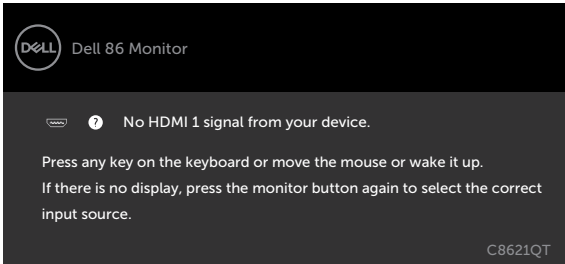 DELL Dell 86 Monitor
? No HDMI 1 signal from your device.
Press any key on the keyboard or move the mouse or wake it up.
If there is no display, press the monitor button again to select the correct
input source.
C8621QT